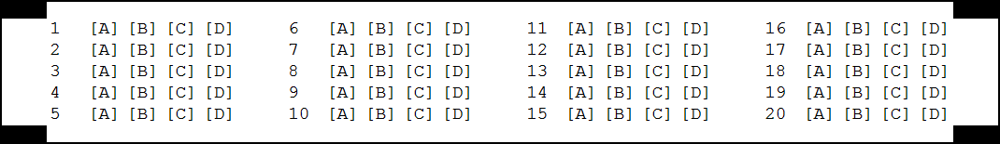 1 [A] [B] [C] [D] 6 [A] [B] [C] [D] 11 [A] [B] [C] [D] 16 [A] [B] [C] [D]
2 [A] [B] [C] [D] 7 [A] [B] [C] [D] 12 [A] [B] [C] [D] 17 [A] [B] [C] [D]
3 [A] [B] [C] [D] 8 [A] [B] [C] [D] 13 [A] [B] [C] [D] 18 [A] [B] [C] [D]
4 [A] [B] [C] [D] 9 [A] [B] [C] [D] 14 [A] [B] [C] [D] 19 [A] [B] [C] [D]
5 [A] [B] [C] [D] 10 [A] [B] [C] [D] 15 [A] [B] [C] [D] 20 [A] [B] [C] [D]